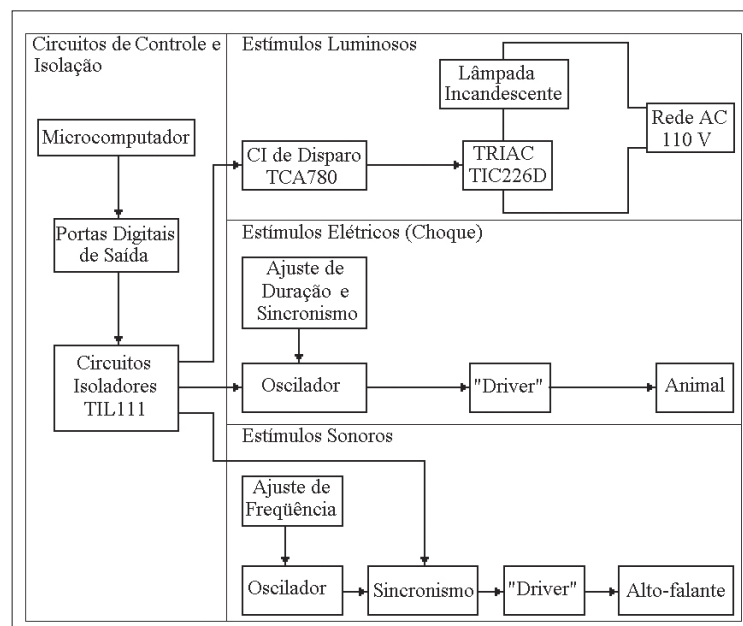 Circuitos de Controle e
Isolação
Microcomputador
Portas Digitais
de Saída
Circuitos
Isoladores
TIL111
Estímulos Luminosos
Lâmpada
Incandescente
Rede AC
110 V
CI de Disparo
TCA780
TRIAC
TIC226D
Estímulos Elétricos (Choque)
Ajuste de
Duração e
Sincronismo
Oscilador
"Driver"
Animal
Estímulos Sonoros
Ajuste de
Freqüência
Oscilador
Sincronismo
"Driver"
Alto-falante